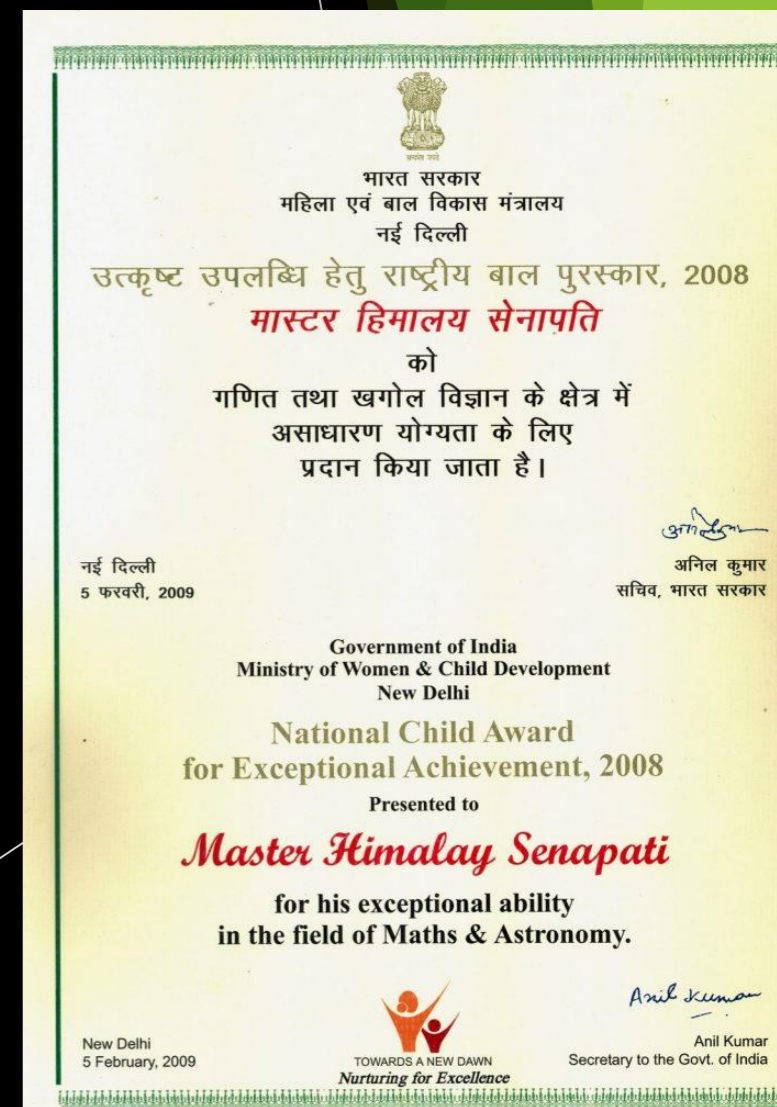 सत्यमेव जयते
भारत सरकार
महिला एवं बाल विकास मंत्रालय
नई दिल्ली
उत्कृष्ट उपलब्धि हेतु राष्ट्रीय बाल पुरस्कार, 2008
मास्टर हिमालय सेनापति
को
गणित तथा खगोल विज्ञान के क्षेत्र में
असाधारण योग्यता के लिए
प्रदान किया जाता है।
नई दिल्ली
5 फरवरी, 2009
अनिल कुमार
सचिव, भारत सरकार
Government of India
Ministry of Women & Child Development
New Delhi
National Child Award
for Exceptional Achievement, 2008
Presented to
Master Himalay Senapati
for his exceptional ability
in the field of Maths & Astronomy.
New Delhi
5 February, 2009
TOWARDS A NEW DAWN
Nurturing for Excellence
Anil Kumar
Anil Kumar
Secretary to the Govt. of India